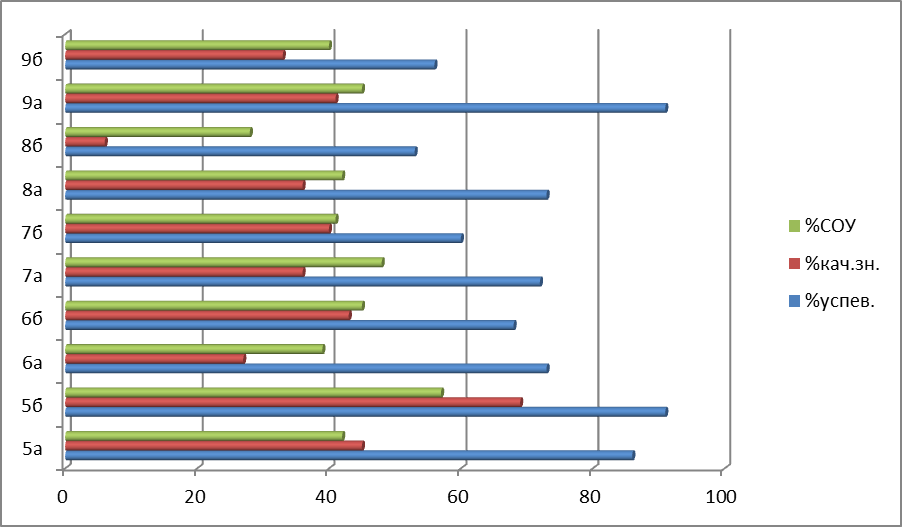 9б
9а
8б
8а
7б
7а
6б
6а
5б
5а
0 20 40 60 80 100
%СОУ
%кач.зн.
%успев.